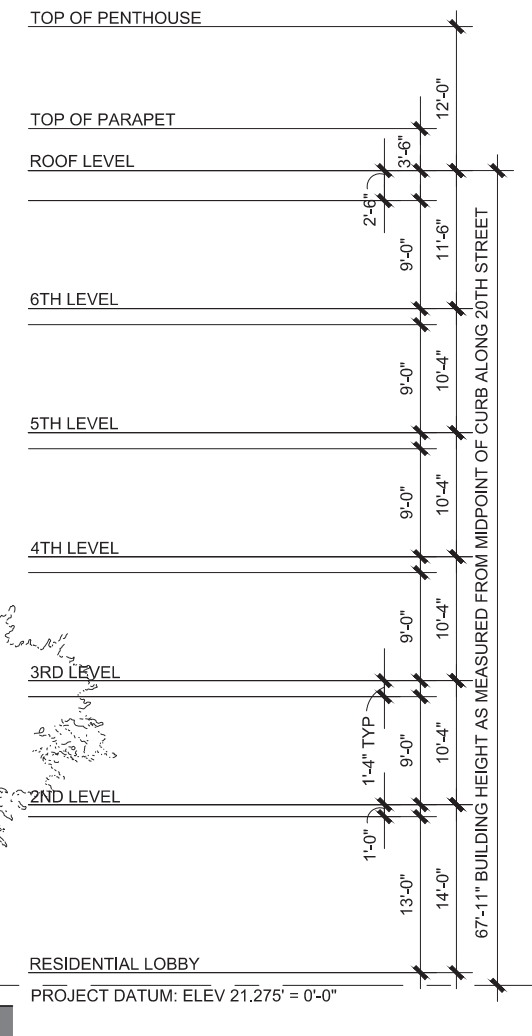 TOP OF PENTHOUSE
12'-0"
TOP OF PARAPET
3'-6"
ROOF LEVEL
2'-6"
9'-0"
11'-6"
6TH LEVEL
9'-0"
10'-4"
5TH LEVEL
9'-0"
10'-4"
4TH LEVEL
9'-0"
10'-4"
3RD LEVEL
1'-4" TYP
9'-0"
10'-4"
2ND LEVEL
1'-0"
13'-0"
14'-0"
67'-11" BUILDING HEIGHT AS MEASURED FROM MIDPOINT OF CURB ALONG 20TH STREET
RESIDENTIAL LOBBY
PROJECT DATUM: ELEV 21.275' = 0'-0"